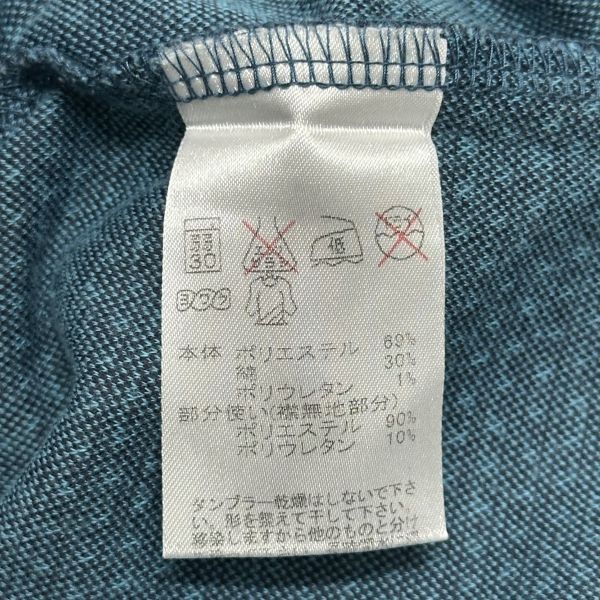 低
ヨワク
本体 ポリエステル 69%
綿 30%
ポリウレタン 1%
部分使い(襟無地部分)
ポリエステル 90%
ポリウレタン 10%
タンブラー乾燥はしないで下さ
い。形を整えて干して下さい。
移染しますから他のものと分け